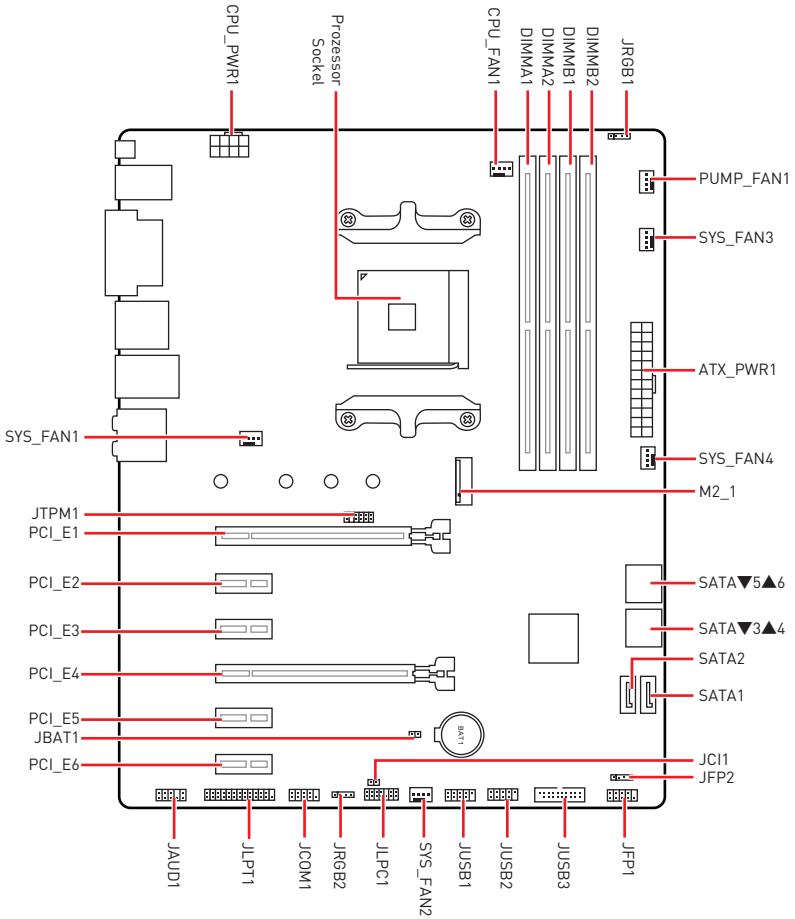 CPU_PWR1
Prozessor
Sockel
CPU_FAN1
DIMMA1
DIMMA2
DIMMB1
DIMMB2
JRGB1
PUMP_FAN1
SYS_FAN3
ATX_PWR1
SYS_FAN1
SYS_FAN4
M2_1
JTPM1
PCI_E1
PCI_E2
SATA▼5▲6
PCI_E3
SATA▼3▲4
SATA2
PCI_E4
SATA1
PCI_E5
JBAT1
BAT1
PCI_E6
JCI1
JFP2
JAUD1
JLPT1
JCOM1
JRGB2
JLPC1
SYS_FAN2
JUSB1
JUSB2
JUSB3
JFP1